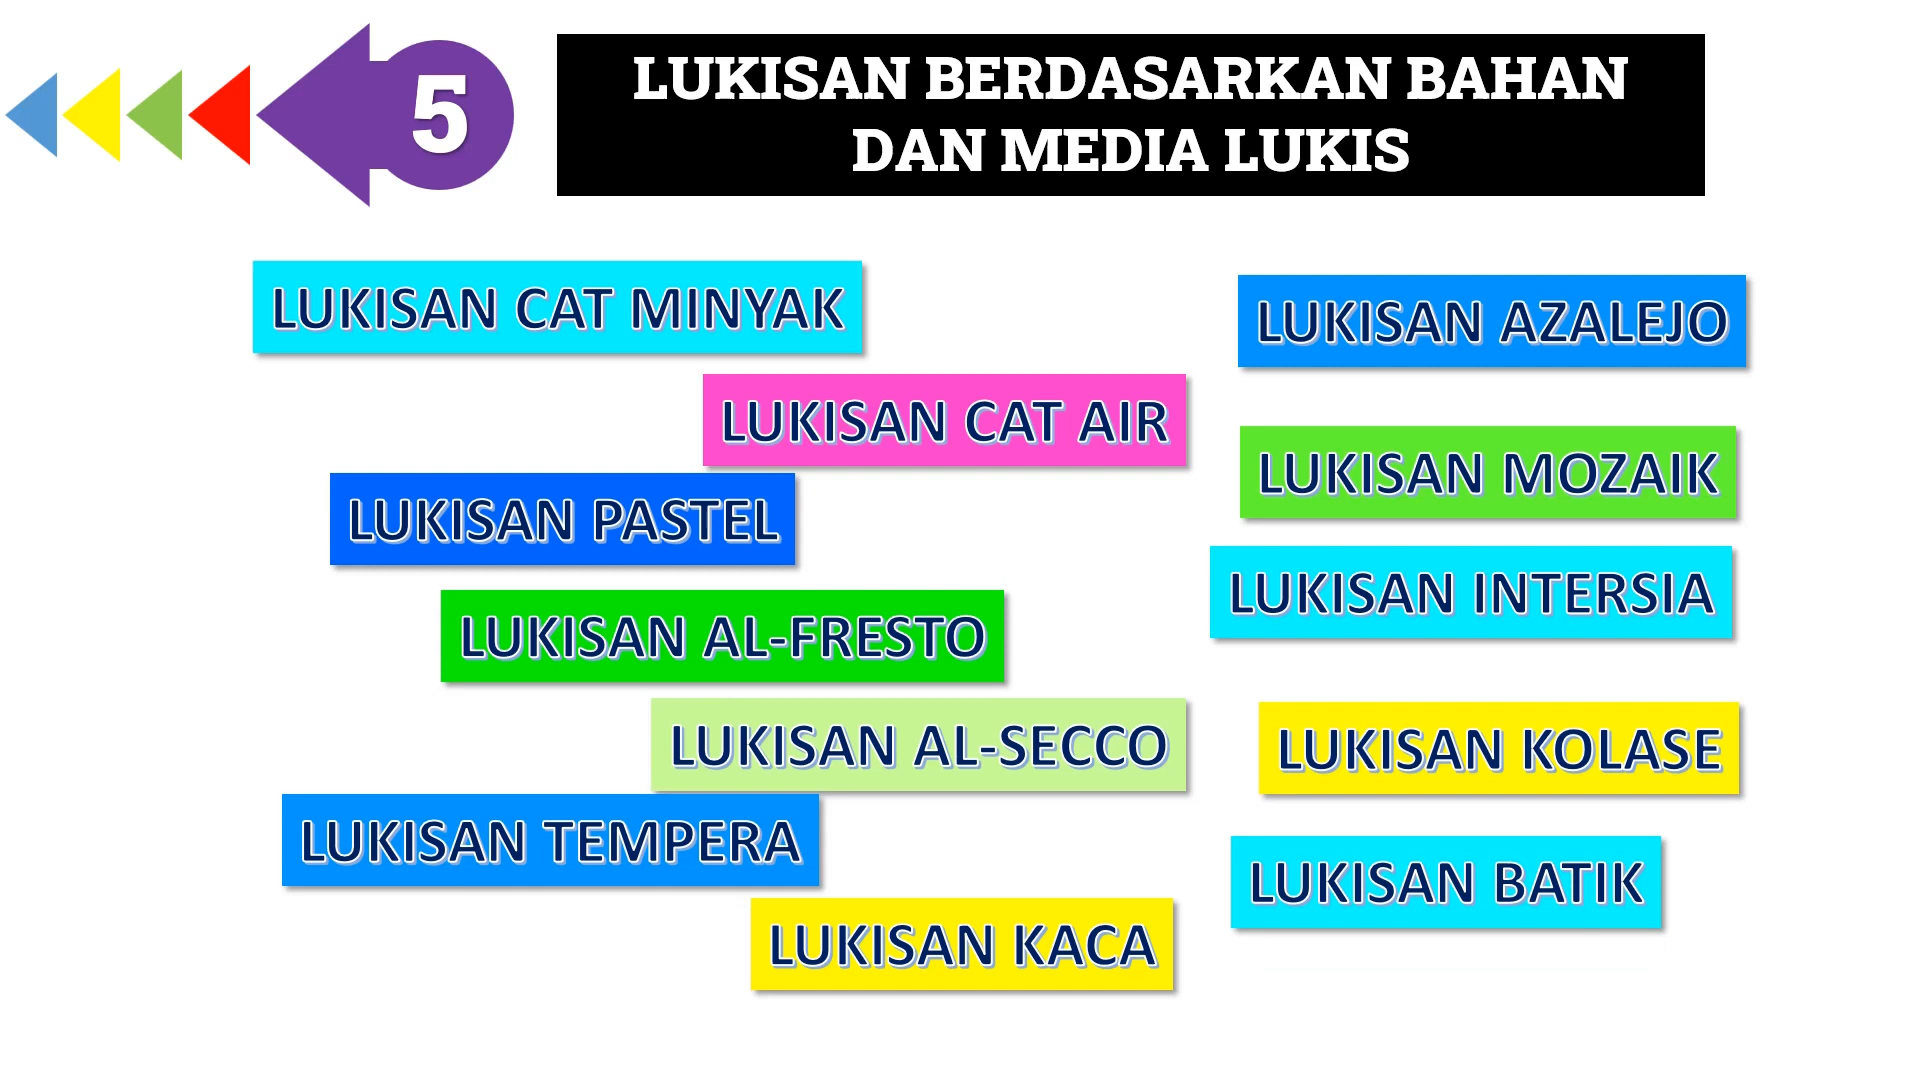 5
LUKISAN BERDASARKAN BAHAN
DAN MEDIA LUKIS
LUKISAN CAT MINYAK
LUKISAN CAT AIR
LUKISAN PASTEL
LUKISAN AL-FRESTO
LUKISAN AL-SECCO
LUKISAN TEMPERA
LUKISAN KACA
LUKISAN AZALEJO
LUKISAN MOZAIK
LUKISAN INTERSIA
LUKISAN KOLASE
LUKISAN BATIK